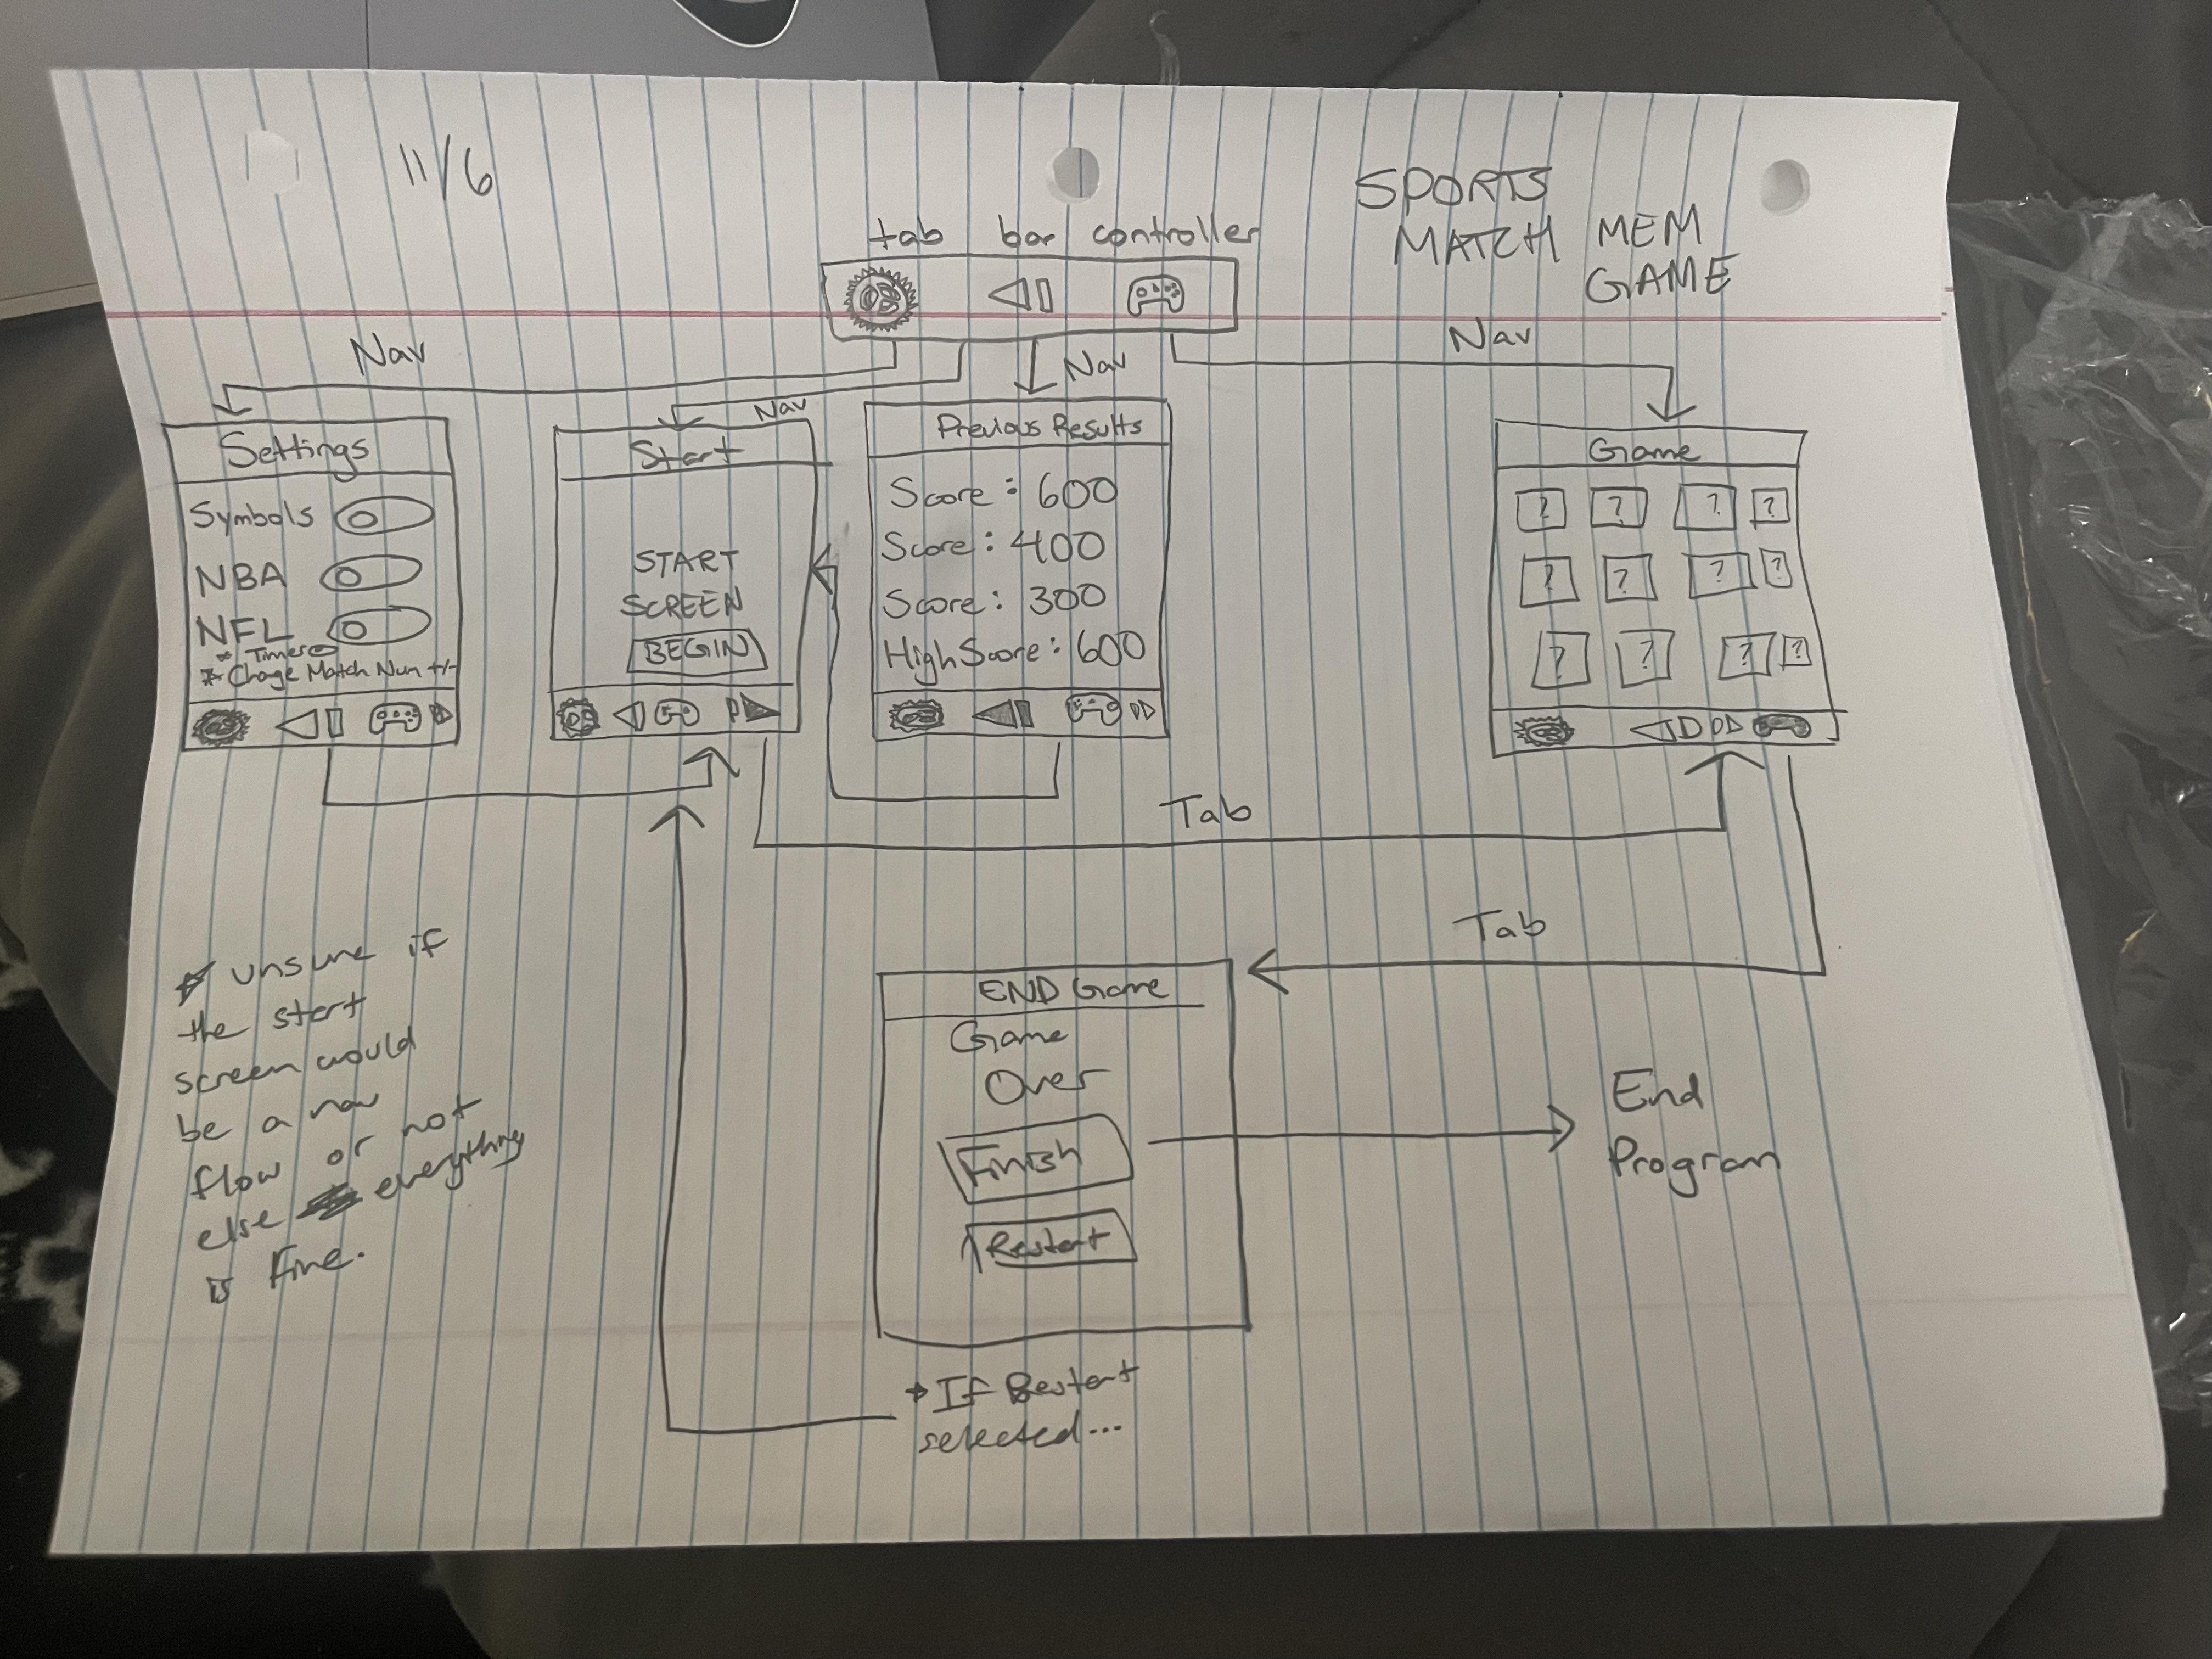 11/6
SPORTS
MATCH MEM
GAME
tab bar controller
Nav
Nav
Nav
Nav
Settings
Symbols
NBA
NFL
* Timer
* Change Match Num +/-
Start
START
SCREEN
BEGIN
Previous Results
Score: 600
Score: 400
Score: 300
High Score: 600
Game
? ? ? ?
? ? ? ?
? ? ? ?
Tab
Tab
* unsure if
the start
screen would
be a nav
flow or not
else everything
is fine.
END Game
Game
Over
Finish
Restart
End
Program
If Restart
selected...